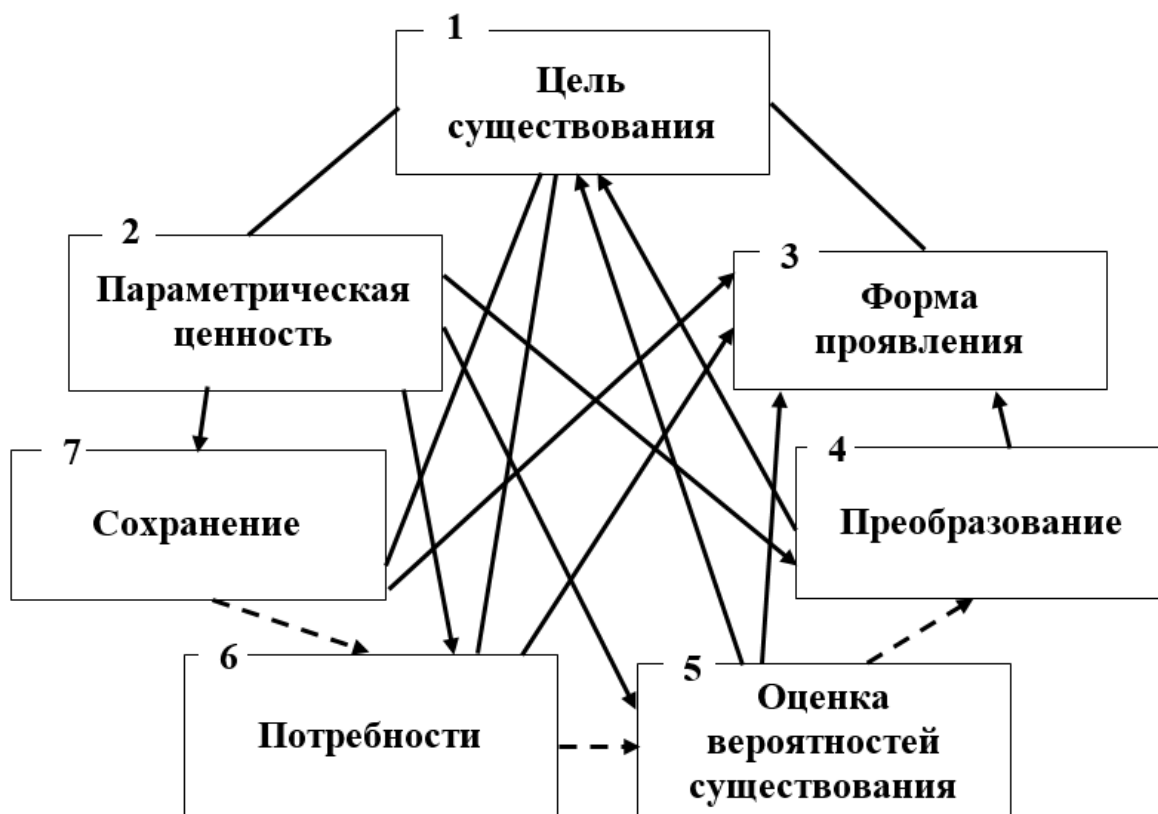 1
Цель
существования
2
Параметрическая
ценность
3
Форма
проявления
7
Сохранение
4
Преобразование
6
Потребности
5
Оценка
вероятностей
существования